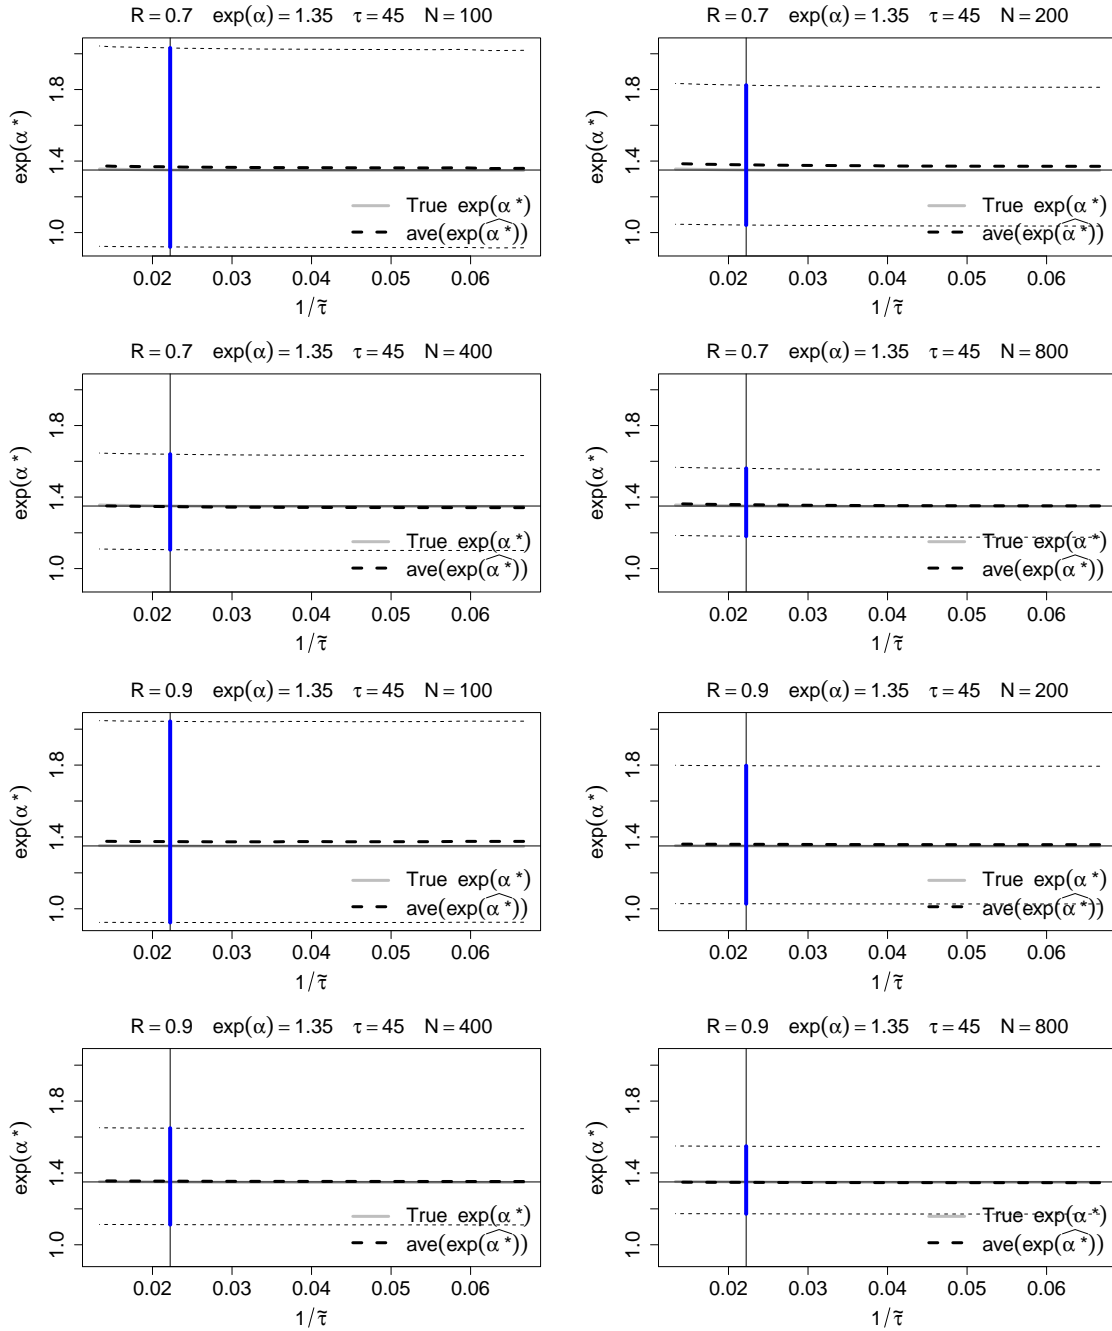 R = 0.7 exp(α) = 1.35 τ = 45 N = 100
exp(α*)
1.0 1.4 1.8
True exp(α*)
ave(exp(α̂*))
0.02 0.03 0.04 0.05 0.06
1/τ̃
R = 0.7 exp(α) = 1.35 τ = 45 N = 200
exp(α*)
1.0 1.4 1.8
True exp(α*)
ave(exp(α̂*))
0.02 0.03 0.04 0.05 0.06
1/τ̃
R = 0.7 exp(α) = 1.35 τ = 45 N = 400
exp(α*)
1.0 1.4 1.8
True exp(α*)
ave(exp(α̂*))
0.02 0.03 0.04 0.05 0.06
1/τ̃
R = 0.7 exp(α) = 1.35 τ = 45 N = 800
exp(α*)
1.0 1.4 1.8
True exp(α*)
ave(exp(α̂*))
0.02 0.03 0.04 0.05 0.06
1/τ̃
R = 0.9 exp(α) = 1.35 τ = 45 N = 100
exp(α*)
1.0 1.4 1.8
True exp(α*)
ave(exp(α̂*))
0.02 0.03 0.04 0.05 0.06
1/τ̃
R = 0.9 exp(α) = 1.35 τ = 45 N = 200
exp(α*)
1.0 1.4 1.8
True exp(α*)
ave(exp(α̂*))
0.02 0.03 0.04 0.05 0.06
1/τ̃
R = 0.9 exp(α) = 1.35 τ = 45 N = 400
exp(α*)
1.0 1.4 1.8
True exp(α*)
ave(exp(α̂*))
0.02 0.03 0.04 0.05 0.06
1/τ̃
R = 0.9 exp(α) = 1.35 τ = 45 N = 800
exp(α*)
1.0 1.4 1.8
True exp(α*)
ave(exp(α̂*))
0.02 0.03 0.04 0.05 0.06
1/τ̃